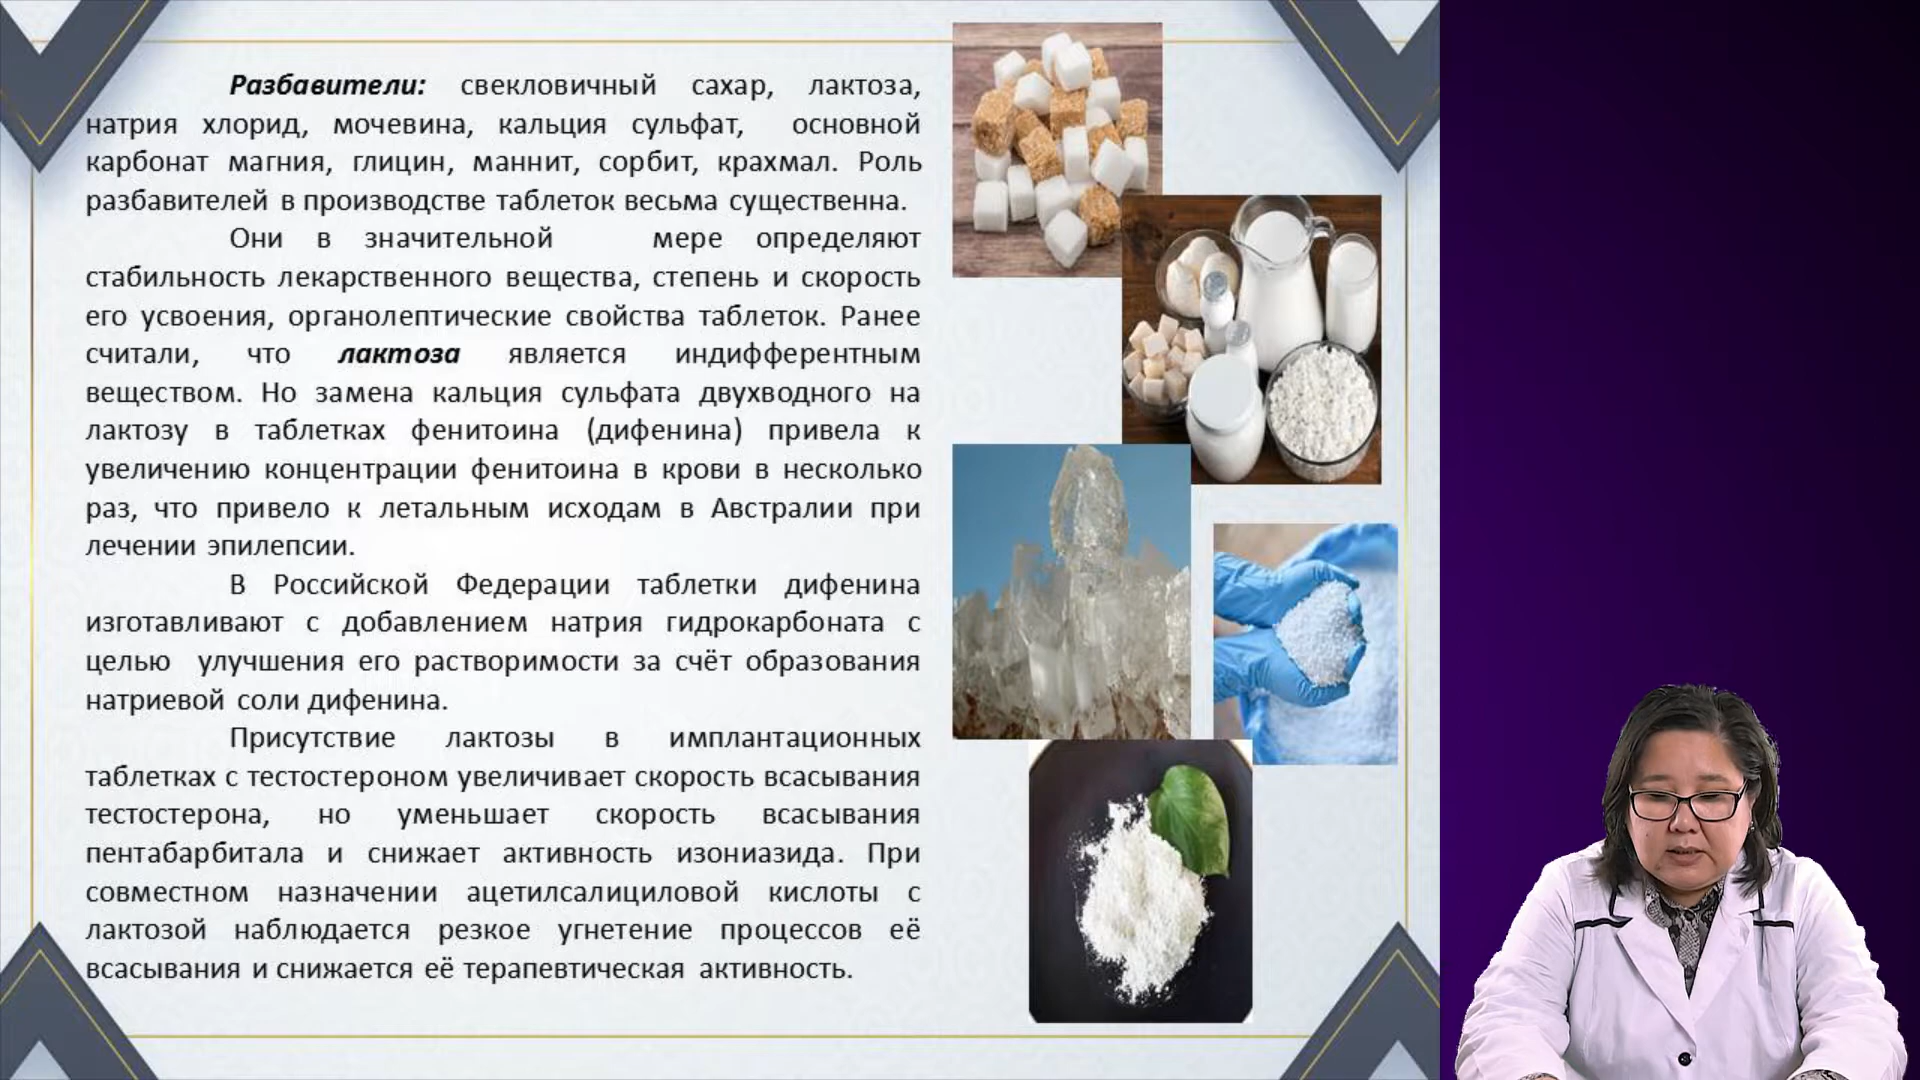 Разбавители: свекловичный сахар, лактоза,
натрия хлорид, мочевина, кальция сульфат, основной
карбонат магния, глицин, маннит, сорбит, крахмал. Роль
разбавителей в производстве таблеток весьма существенна.
Они в значительной мере определяют
стабильность лекарственного вещества, степень и скорость
его усвоения, органолептические свойства таблеток. Ранее
считали, что лактоза является индифферентным
веществом. Но замена кальция сульфата двухводного на
лактозу в таблетках фенитоина (дифенина) привела к
увеличению концентрации фенитоина в крови в несколько
раз, что привело к летальным исходам в Австралии при
лечении эпилепсии.
В Российской Федерации таблетки дифенина
изготавливают с добавлением натрия гидрокарбоната с
целью улучшения его растворимости за счёт образования
натриевой соли дифенина.
Присутствие лактозы в имплантационных
таблетках с тестостероном увеличивает скорость всасывания
тестостерона, но уменьшает скорость всасывания
пентабарбитала и снижает активность изониазида. При
совместном назначении ацетилсалициловой кислоты с
лактозой наблюдается резкое угнетение процессов её
всасывания и снижается её терапевтическая активность.